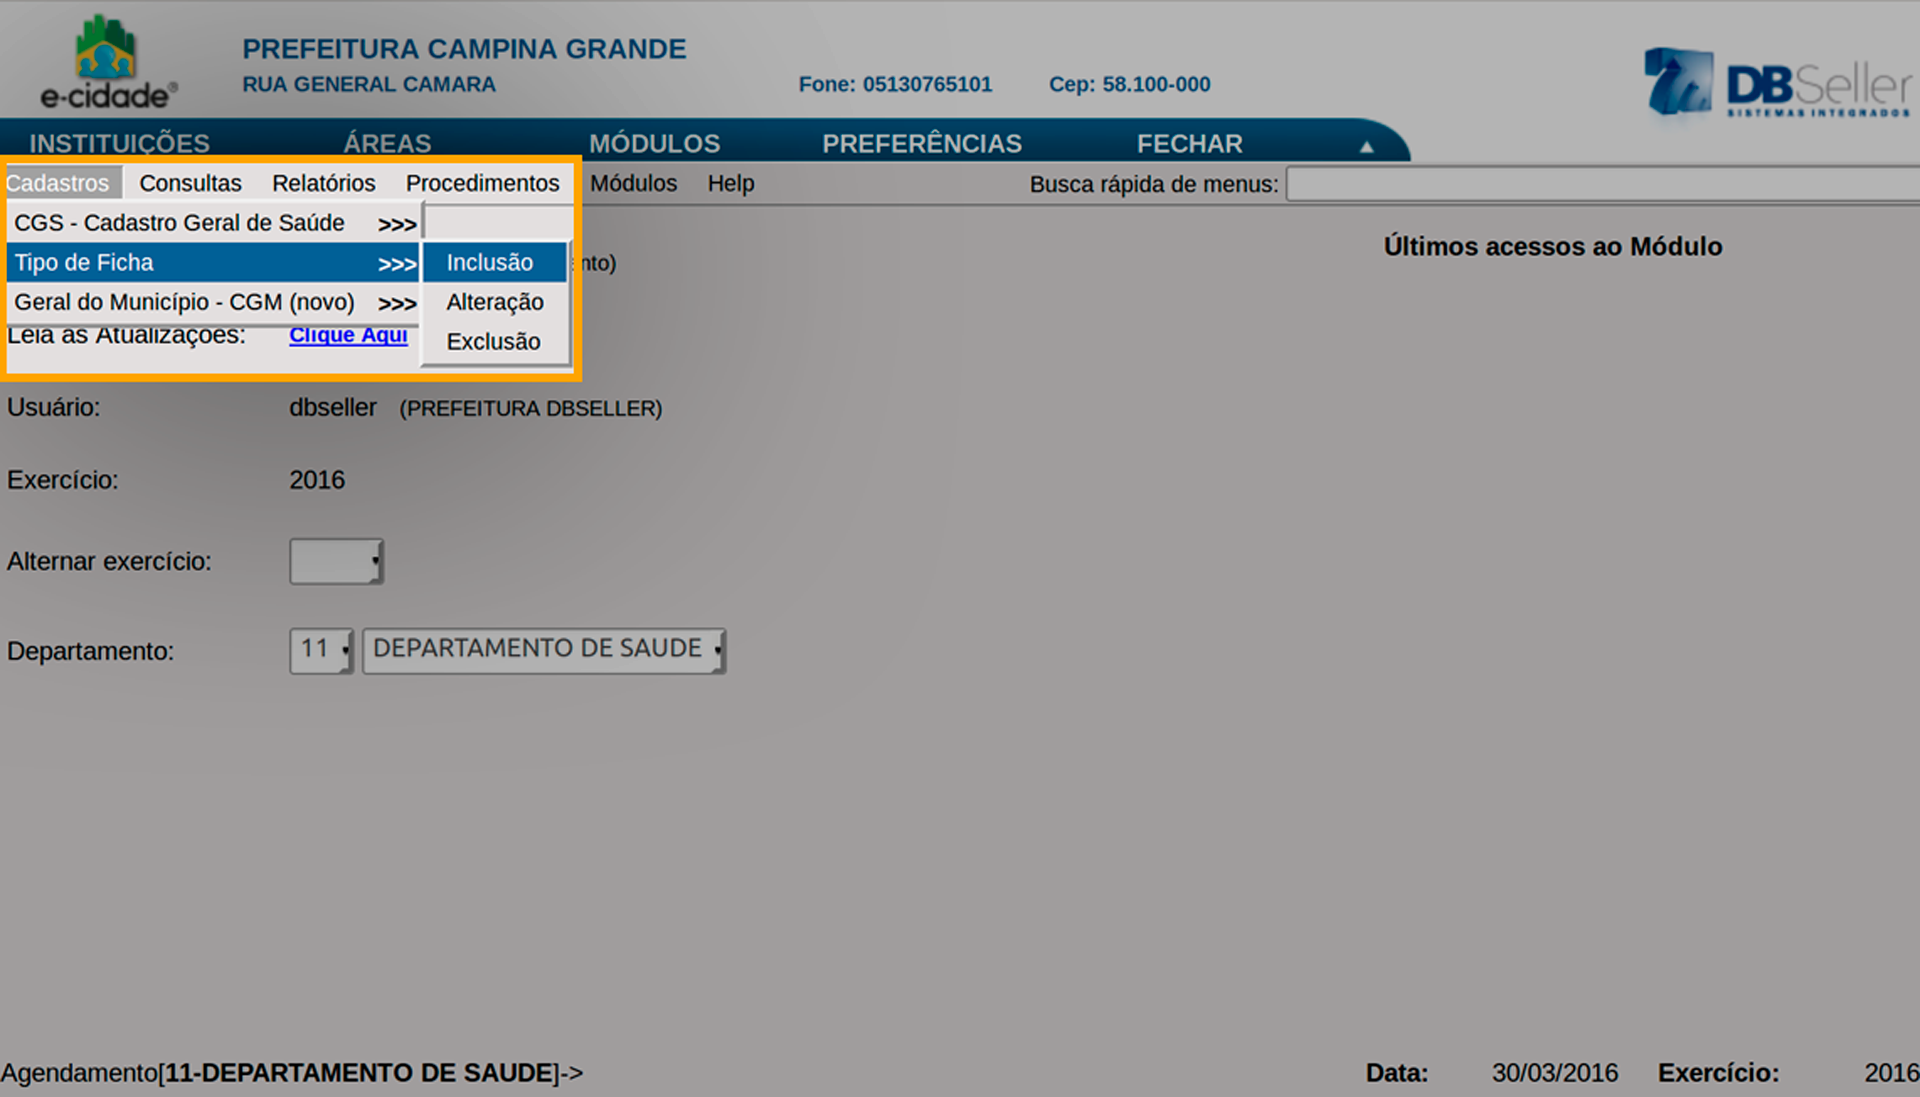 e-cidade®
PREFEITURA CAMPINA GRANDE
RUA GENERAL CAMARA
Fone: 05130765101
Cep: 58.100-000
DBSeller
SISTEMAS INTEGRADOS
INSTITUIÇÕES ÁREAS MÓDULOS PREFERÊNCIAS FECHAR ▲
Cadastros Consultas Relatórios Procedimentos Módulos Help Busca rápida de menus:
CGS - Cadastro Geral de Saúde >>>
Tipo de Ficha >>> Inclusão nto)
Geral do Município - CGM (novo) >>> Alteração
Exclusão
Últimos acessos ao Módulo
Leia as Atualizações: Clique Aqui
Usuário: dbseller (PREFEITURA DBSELLER)
Exercício: 2016
Alternar exercício:
Departamento: 11 DEPARTAMENTO DE SAUDE
Agendamento[11-DEPARTAMENTO DE SAUDE]-> Data: 30/03/2016 Exercício: 2016